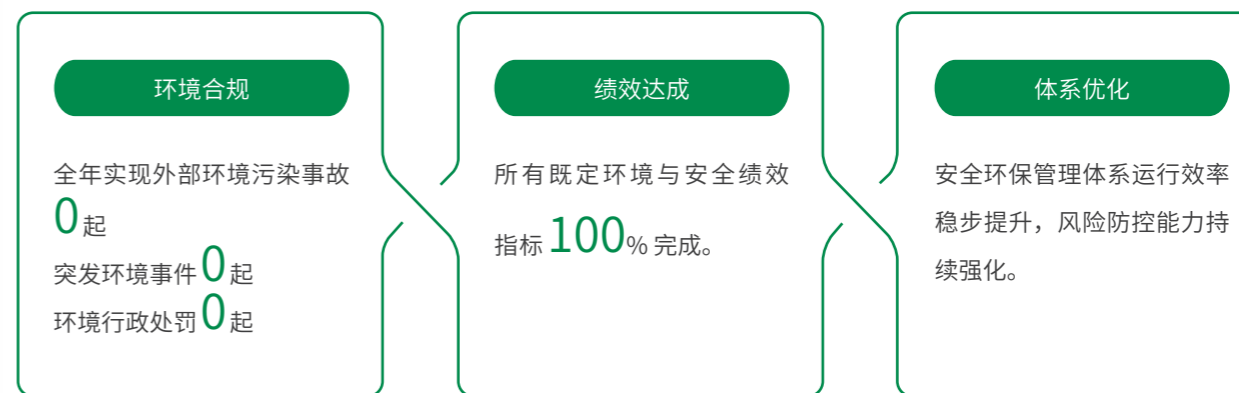 环境合规
全年实现外部环境污染事故
0起
突发环境事件0起
环境行政处罚0起
绩效达成
所有既定环境与安全绩效
指标100%完成。
体系优化
安全环保管理体系运行效率
稳步提升，风险防控能力持
续强化。